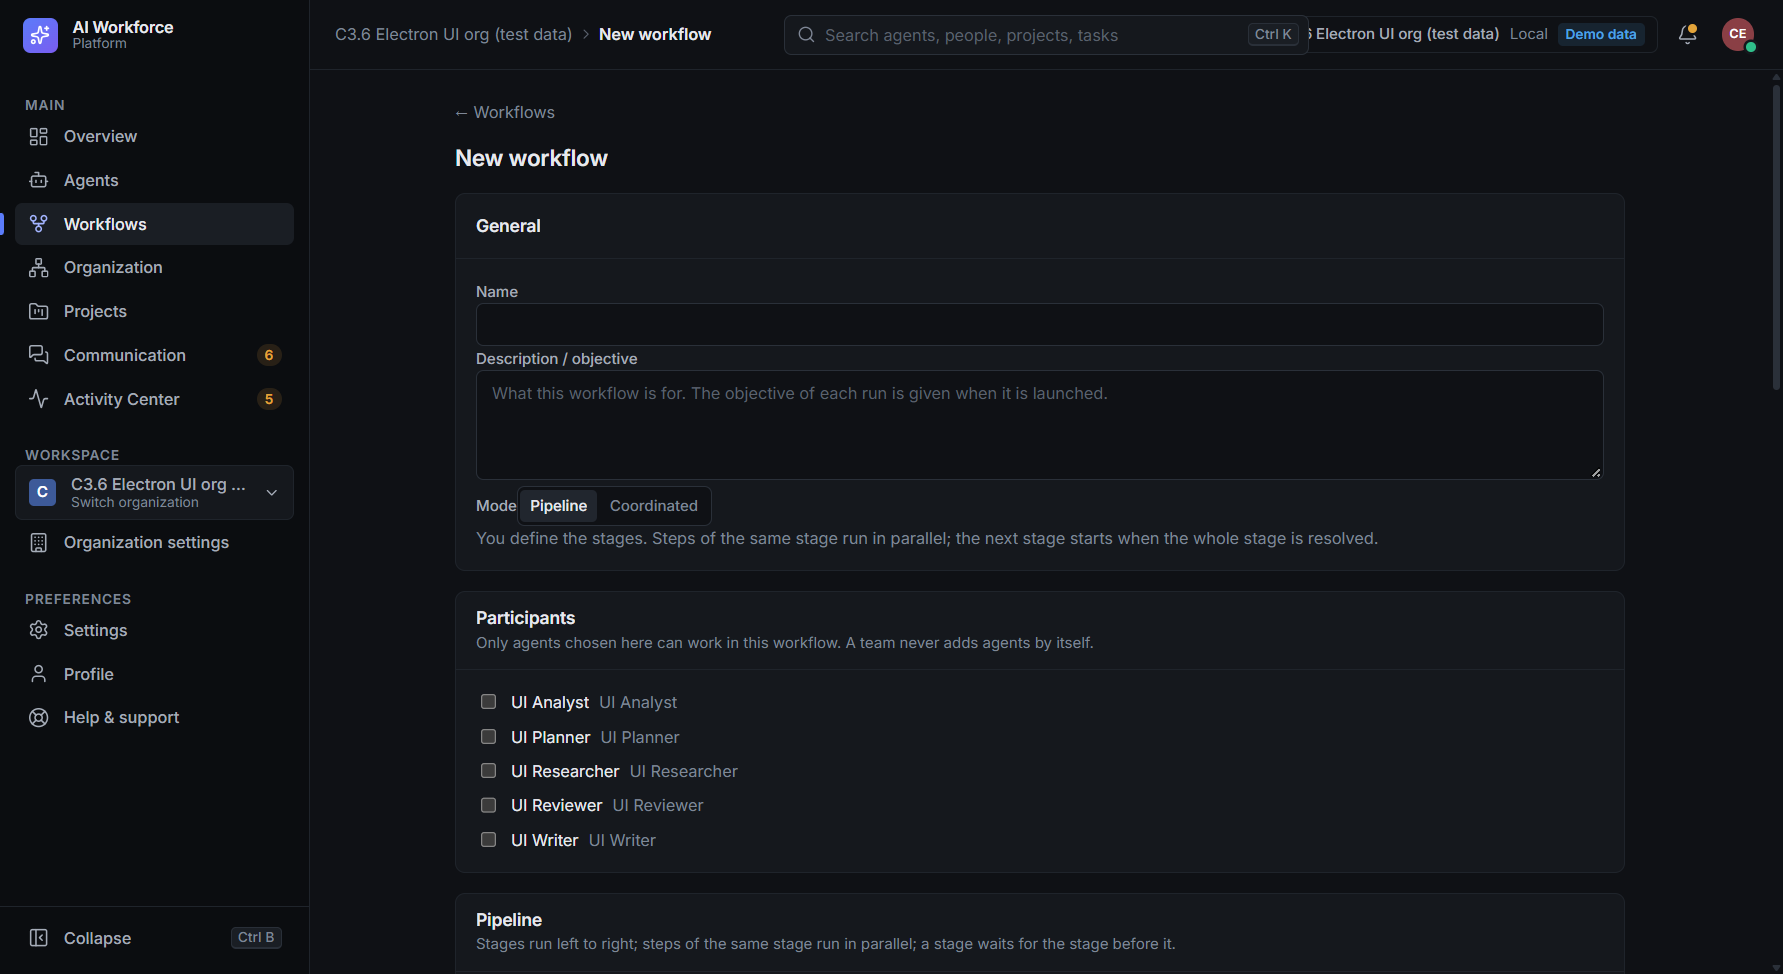 AI Workforce
Platform
MAIN
Overview
Agents
Workflows
Organization
Projects
Communication 6
Activity Center 5
WORKSPACE
C C3.6 Electron UI org ...
Switch organization
Organization settings
PREFERENCES
Settings
Profile
Help & support
Collapse Ctrl B
C3.6 Electron UI org (test data) > New workflow
Search agents, people, projects, tasks Ctrl K
Electron UI org (test data) Local Demo data
CE
← Workflows
New workflow
General
Name
Description / objective
What this workflow is for. The objective of each run is given when it is launched.
Mode Pipeline Coordinated
You define the stages. Steps of the same stage run in parallel; the next stage starts when the whole stage is resolved.
Participants
Only agents chosen here can work in this workflow. A team never adds agents by itself.
UI Analyst UI Analyst
UI Planner UI Planner
UI Researcher UI Researcher
UI Reviewer UI Reviewer
UI Writer UI Writer
Pipeline
Stages run left to right; steps of the same stage run in parallel; a stage waits for the stage before it.